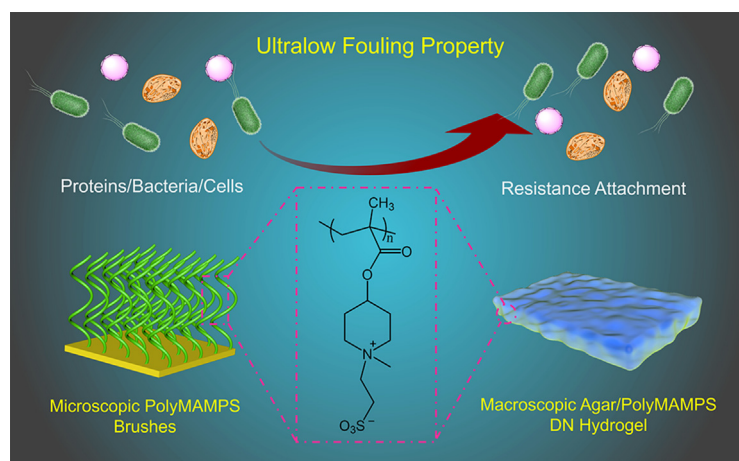 Ultralow Fouling Property
Proteins/Bacteria/Cells
Resistance Attachment
CH₃
n
O
O
N
+
O₃S⁻
Microscopic PolyMAMPS
Brushes
Macroscopic Agar/PolyMAMPS
DN Hydrogel